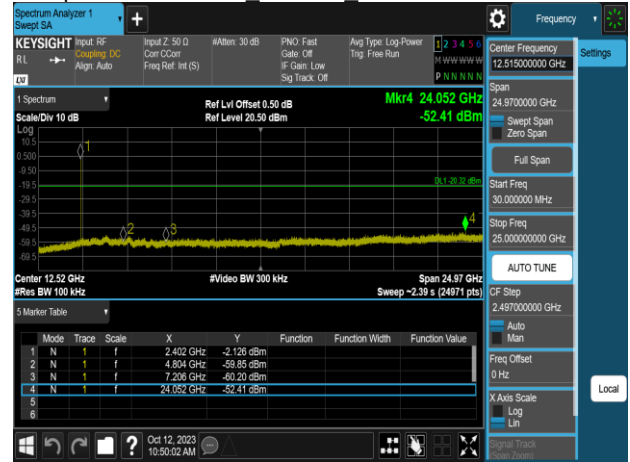 Spectrum Analyzer 1
Swept SA
Frequency
KEYSIGHT
RL
LXI
Input: RF
Coupling: DC
Align: Auto
Input Z: 50 Ω
Corr CCorr
Freq Ref: Int (S)
#Atten: 30 dB
PNO: Fast
Gate: Off
IF Gain: Low
Sig Track: Off
Avg Type: Log-Power
Trig: Free Run
1 2 3 4 5 6
M W W W W W
P N N N N N
Center Frequency
12.515000000 GHz
Settings
1 Spectrum
Scale/Div 10 dB
Ref Lvl Offset 0.50 dB
Ref Level 20.50 dBm
Mkr4 24.052 GHz
-52.41 dBm
Log
10.5
0.500
-9.50
-19.5
-29.5
-39.5
-49.5
-59.5
-69.5
1
2
3
4
DL1 -20.32 dBm
Center 12.52 GHz
#Video BW 300 kHz
Span 24.97 GHz
#Res BW 100 kHz
Sweep ~2.39 s (24971 pts)
Span
24.9700000 GHz
Swept Span
Zero Span
Full Span
Start Freq
30.000000 MHz
Stop Freq
25.000000000 GHz
AUTO TUNE
CF Step
2.497000000 GHz
Auto
Man
Freq Offset
0 Hz
X Axis Scale
Log
Lin
Signal Track
(Span Zoom)
Local
5 Marker Table
Mode Trace Scale X Y Function Function Width Function Value
1 N 1 f 2.402 GHz -2.126 dBm
2 N 1 f 4.804 GHz -59.85 dBm
3 N 1 f 7.206 GHz -60.20 dBm
4 N 1 f 24.052 GHz -52.41 dBm
5
6
?
Oct 12, 2023
10:50:02 AM